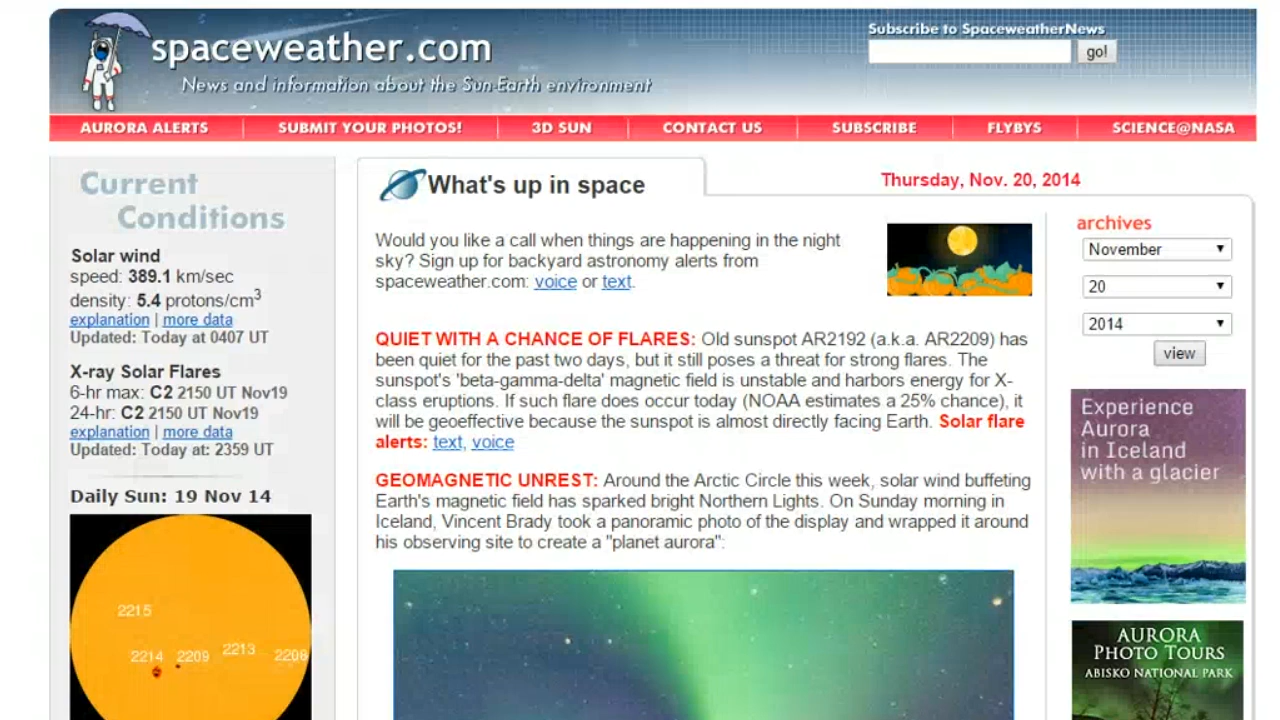 spaceweather.com
News and information about the Sun-Earth environment
Subscribe to SpaceweatherNews
go!
AURORA ALERTS
SUBMIT YOUR PHOTOS!
3D SUN
CONTACT US
SUBSCRIBE
FLYBYS
SCIENCE@NASA
Current
Conditions
Solar wind
speed: 389.1 km/sec
density: 5.4 protons/cm3
explanation | more data
Updated: Today at 0407 UT
X-ray Solar Flares
6-hr max: C2 2150 UT Nov19
24-hr: C2 2150 UT Nov19
explanation | more data
Updated: Today at: 2359 UT
Daily Sun: 19 Nov 14
2215
2214
2209
2213
2206
What's up in space
Thursday, Nov. 20, 2014
Would you like a call when things are happening in the night
sky? Sign up for backyard astronomy alerts from
spaceweather.com: voice or text.
QUIET WITH A CHANCE OF FLARES: Old sunspot AR2192 (a.k.a. AR2209) has
been quiet for the past two days, but it still poses a threat for strong flares. The
sunspot's 'beta-gamma-delta' magnetic field is unstable and harbors energy for X-
class eruptions. If such flare does occur today (NOAA estimates a 25% chance), it
will be geoeffective because the sunspot is almost directly facing Earth. Solar flare
alerts: text, voice
GEOMAGNETIC UNREST: Around the Arctic Circle this week, solar wind buffeting
Earth's magnetic field has sparked bright Northern Lights. On Sunday morning in
Iceland, Vincent Brady took a panoramic photo of the display and wrapped it around
his observing site to create a "planet aurora":
archives
November
20
2014
view
Experience
Aurora
in Iceland
with a glacier
AURORA
PHOTO TOURS
ABISKO NATIONAL PARK